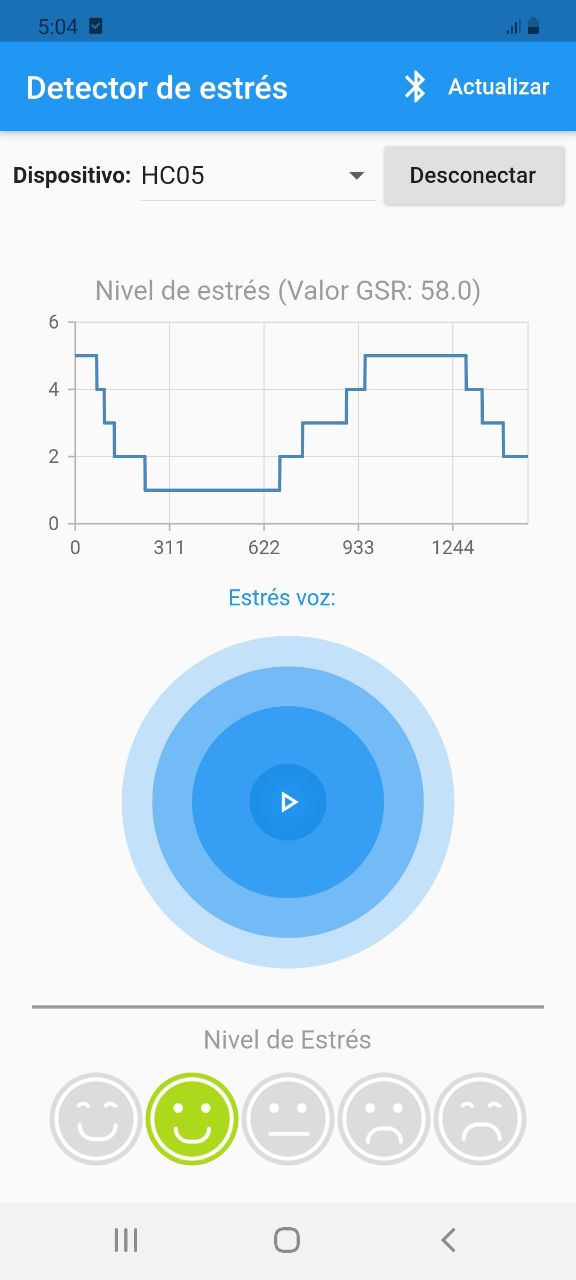 5:04
Detector de estrés
Actualizar
Dispositivo: HC05
Desconectar
Nivel de estrés (Valor GSR: 58.0)
6
4
2
0
0 311 622 933 1244
Estrés voz:
Nivel de Estrés